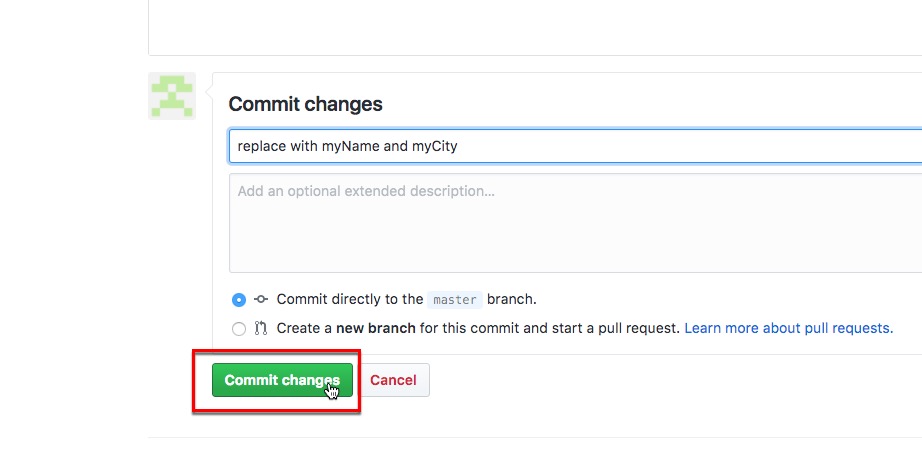 Commit changes
replace with myName and myCity
Add an optional extended description...
Commit directly to the master branch.
Create a new branch for this commit and start a pull request. Learn more about pull requests.
Commit changes Cancel